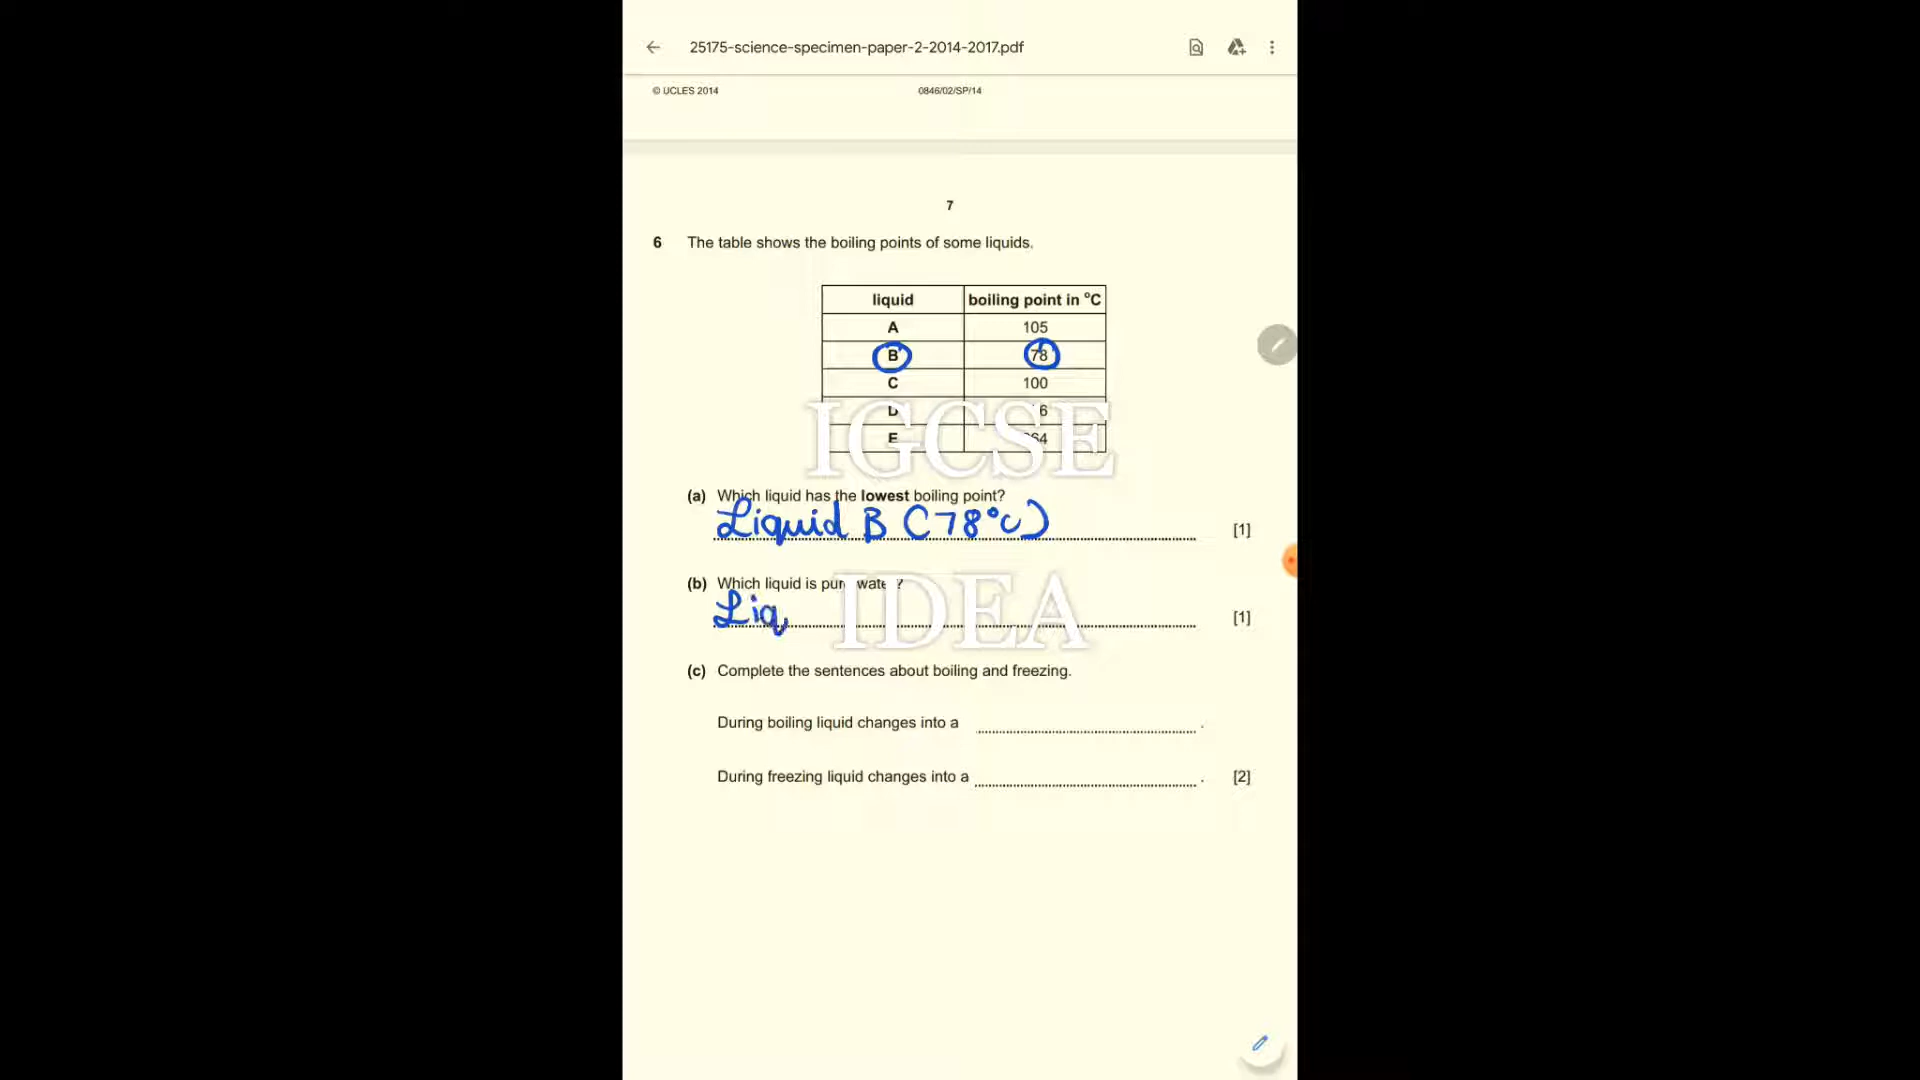 25175-science-specimen-paper-2-2014-2017.pdf
© UCLES 2014 0846/02/SP/14
7
6 The table shows the boiling points of some liquids.
liquid boiling point in °C
A 105
B 78
C 100
D
E
IGCSE
(a) Which liquid has the lowest boiling point?
Liquid B (78°C) [1]
(b) Which liquid is pure water?
Liq [1]
IDEA
(c) Complete the sentences about boiling and freezing.
During boiling liquid changes into a .
During freezing liquid changes into a . [2]